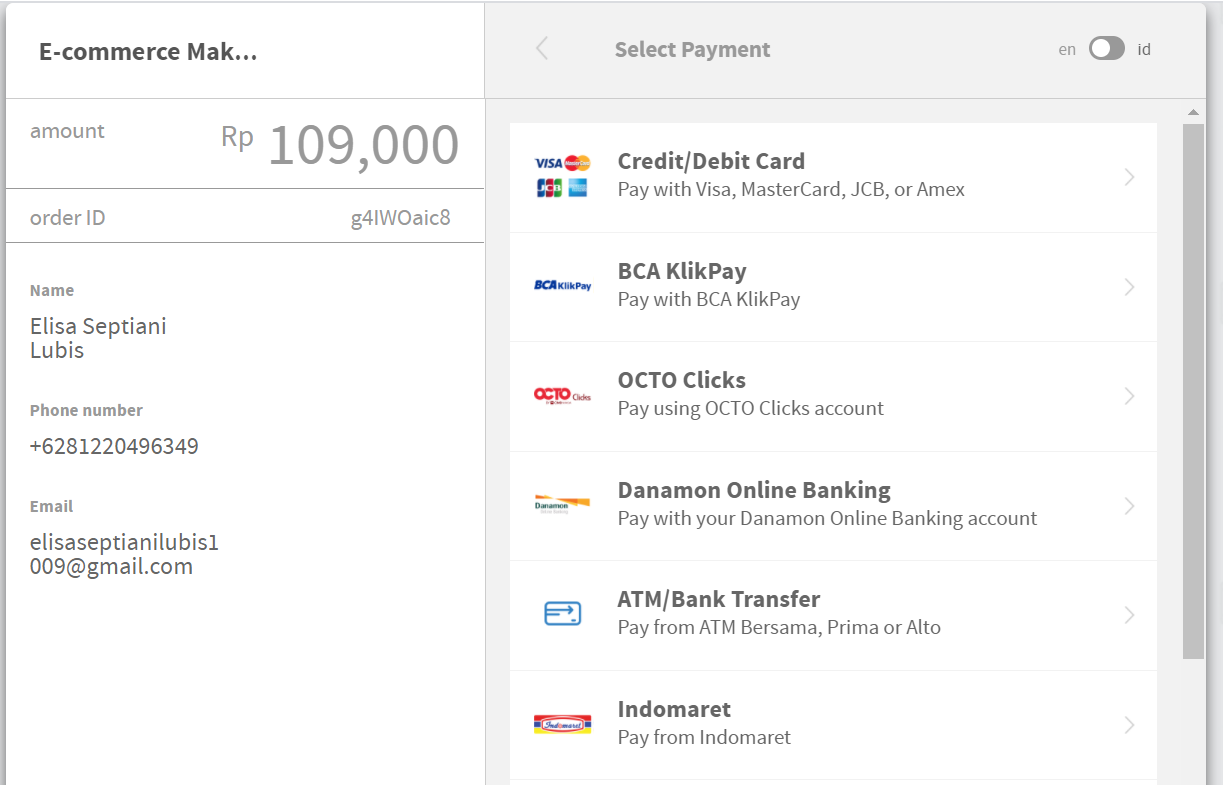 E-commerce Mak...
amount Rp 109,000
order ID g4IWOaic8
Name
Elisa Septiani
Lubis
Phone number
+6281220496349
Email
elisaseptianilubis1
009@gmail.com
Select Payment
en id
VISA MasterCard
JCB
Credit/Debit Card
Pay with Visa, MasterCard, JCB, or Amex
BCA KlikPay
BCA KlikPay
Pay with BCA KlikPay
OCTO Clicks
OCTO Clicks
Pay using OCTO Clicks account
Danamon
Danamon Online Banking
Pay with your Danamon Online Banking account
ATM/Bank Transfer
Pay from ATM Bersama, Prima or Alto
Indomaret
Indomaret
Pay from Indomaret